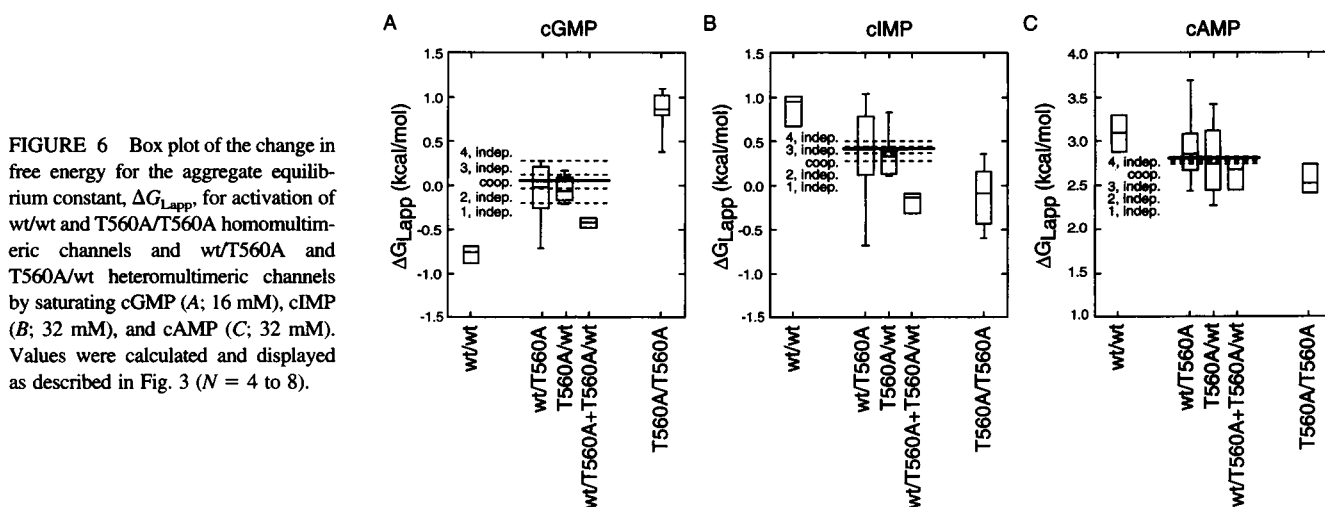 FIGURE 6 Box plot of the change in
free energy for the aggregate equilib-
rium constant, ΔG_Lapp, for activation of
wt/wt and T560A/T560A homomultim-
eric channels and wt/T560A and
T560A/wt heteromultimeric channels
by saturating cGMP (A; 16 mM), cIMP
(B; 32 mM), and cAMP (C; 32 mM).
Values were calculated and displayed
as described in Fig. 3 (N = 4 to 8).
A
cGMP
ΔG_Lapp (kcal/mol)
1.5
1.0
0.5
0.0
-0.5
-1.0
-1.5
4, indep.
3, indep.
coop.
2, indep.
1, indep.
wt/wt
wt/T560A
T560A/wt
wt/T560A+T560A/wt
T560A/T560A
B
cIMP
ΔG_Lapp (kcal/mol)
1.5
1.0
0.5
0.0
-0.5
-1.0
-1.5
4, indep.
3, indep.
coop.
2, indep.
1, indep.
wt/wt
wt/T560A
T560A/wt
wt/T560A+T560A/wt
T560A/T560A
C
cAMP
ΔG_Lapp (kcal/mol)
4.0
3.5
3.0
2.5
2.0
1.5
1.0
4, indep.
coop.
3, indep.
2, indep.
1, indep.
wt/wt
wt/T560A
T560A/wt
wt/T560A+T560A/wt
T560A/T560A